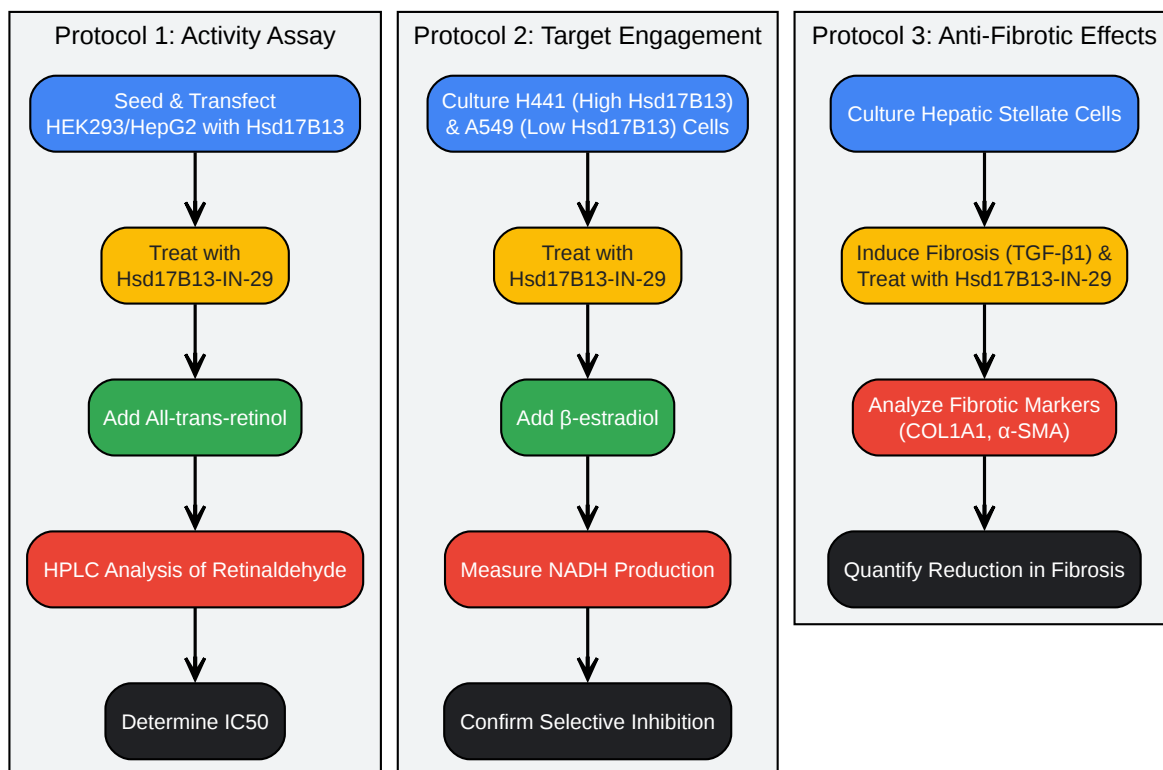 Protocol 1: Activity Assay
Seed & Transfect
HEK293/HepG2 with Hsd17B13
Treat with
Hsd17B13-IN-29
Add All-trans-retinol
HPLC Analysis of Retinaldehyde
Determine IC50
Protocol 2: Target Engagement
Culture H441 (High Hsd17B13)
& A549 (Low Hsd17B13) Cells
Treat with
Hsd17B13-IN-29
Add β-estradiol
Measure NADH Production
Confirm Selective Inhibition
Protocol 3: Anti-Fibrotic Effects
Culture Hepatic Stellate Cells
Induce Fibrosis (TGF-β1) &
Treat with Hsd17B13-IN-29
Analyze Fibrotic Markers
(COL1A1, α-SMA)
Quantify Reduction in Fibrosis